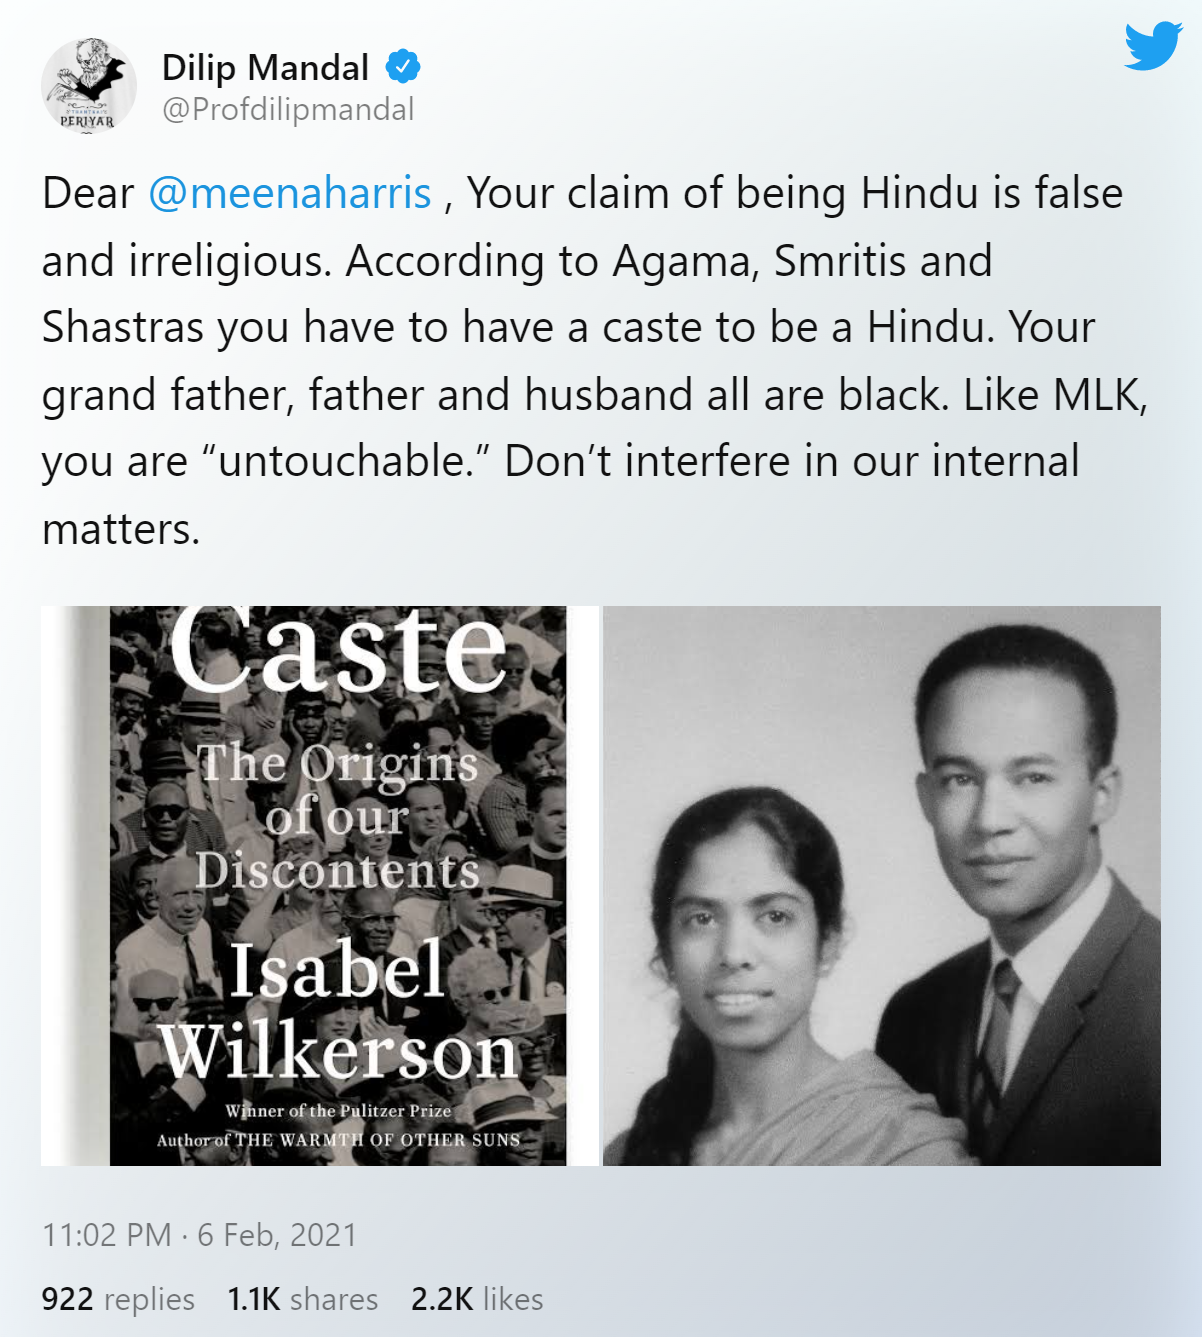 Dilip Mandal
@Profdilipmandal
PERIYAR
Dear @meenaharris , Your claim of being Hindu is false
and irreligious. According to Agama, Smritis and
Shastras you have to have a caste to be a Hindu. Your
grand father, father and husband all are black. Like MLK,
you are “untouchable.” Don’t interfere in our internal
matters.
Caste
The Origins
of our
Discontents
Isabel
Wilkerson
Winner of the Pulitzer Prize
Author of THE WARMTH OF OTHER SUNS
11:02 PM · 6 Feb, 2021
922 replies 1.1K shares 2.2K likes